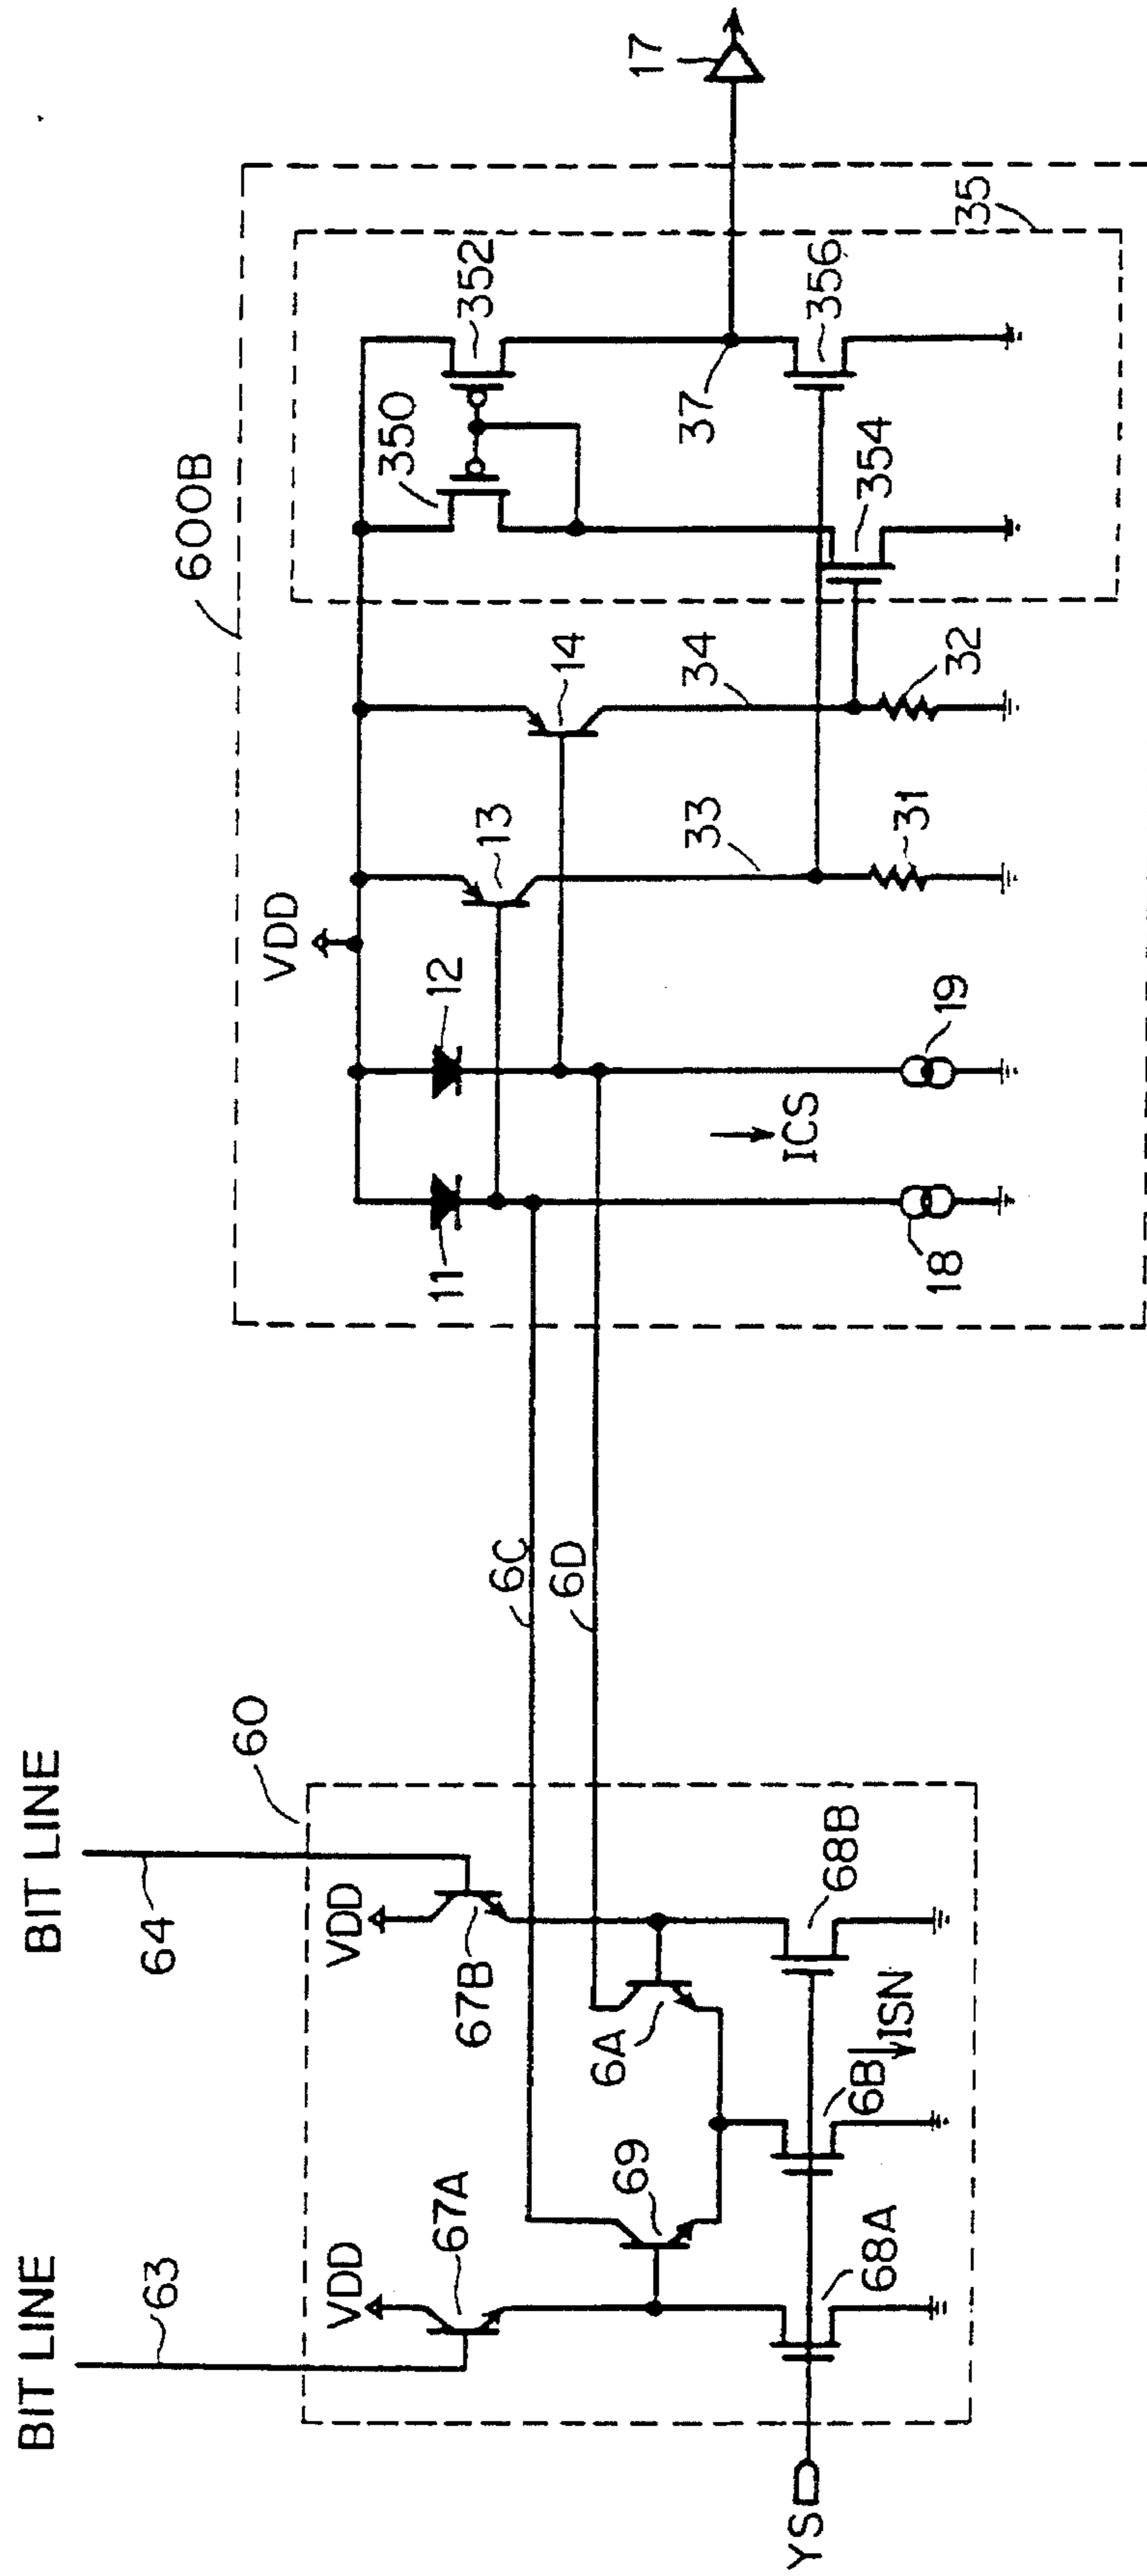 BIT LINE
63
BIT LINE
64
60
VDD
67A
VDD
67B
69
6A
68A
6B
ISN
68B
YS
6C
6D
600B
VDD
11
12
13
14
350
352
33
34
37
17
ICS
18
19
31
32
354
356
35